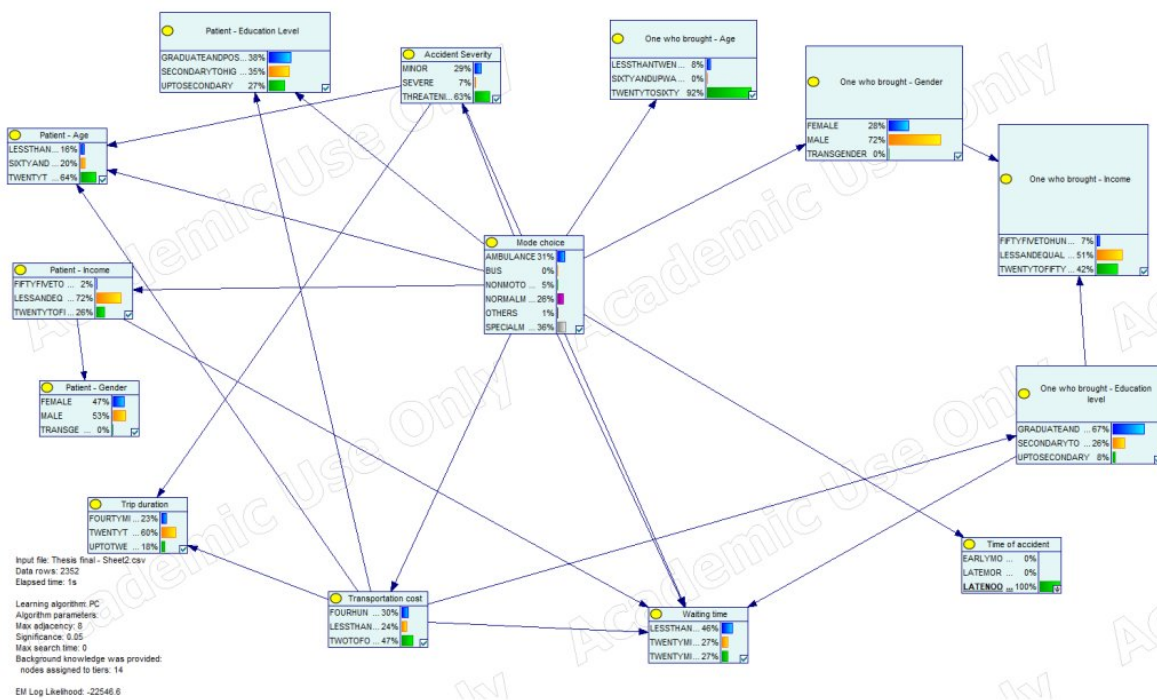 Patient - Education Level
GRADUATEANDPOS... 38%
SECONDARYTOHIG ... 35%
UPTOSECONDARY 27%
Accident Severity
MINOR 29%
SEVERE 7%
THREATENI... 63%
One who brought - Age
LESSTHANTWEN ... 8%
SIXTYANDUPWA ... 0%
TWENTYTOSIXTY 92%
One who brought - Gender
FEMALE 28%
MALE 72%
TRANSGENDER 0%
Patient - Age
LESSTHAN... 16%
SIXTYAND ... 20%
TWENTYT ... 64%
One who brought - Income
FIFTYFIVETOHUN ... 7%
LESSANDEQUAL ... 51%
TWENTYTOFIFTY ... 42%
Mode choice
AMBULANCE 31%
BUS 0%
NONMOTO ... 5%
NORMALM ... 26%
OTHERS 1%
SPECIALM ... 36%
Patient - Income
FIFTYFIVETO ... 2%
LESSANDEQ ... 72%
TWENTYTOFI... 26%
Patient - Gender
FEMALE 47%
MALE 53%
TRANSGE ... 0%
One who brought - Education
level
GRADUATEAND ... 67%
SECONDARYTO ... 26%
UPTOSECONDARY 8%
Trip duration
FOURTYMI ... 23%
TWENTYT ... 60%
UPTOTWE ... 18%
Time of accident
EARLYMO ... 0%
LATEMOR ... 0%
LATENOO ... 100%
Transportation cost
FOURHUN ... 30%
LESSTHAN... 24%
TWOTOFO ... 47%
Waiting time
LESSTHAN... 46%
TWENTYMI... 27%
TWENTYMI... 27%
Input file: Thesis final - Sheet2.csv
Data rows: 2352
Elapsed time: 1s
Learning algorithm: PC
Algorithm parameters:
Max adjacency: 8
Significance: 0.05
Max search time: 0
Background knowledge was provided:
nodes assigned to tiers: 14
EM Log Likelihood: -22546.6
Academic Use Only
Academic Use Only
Academic Use Only
Academic Use Only